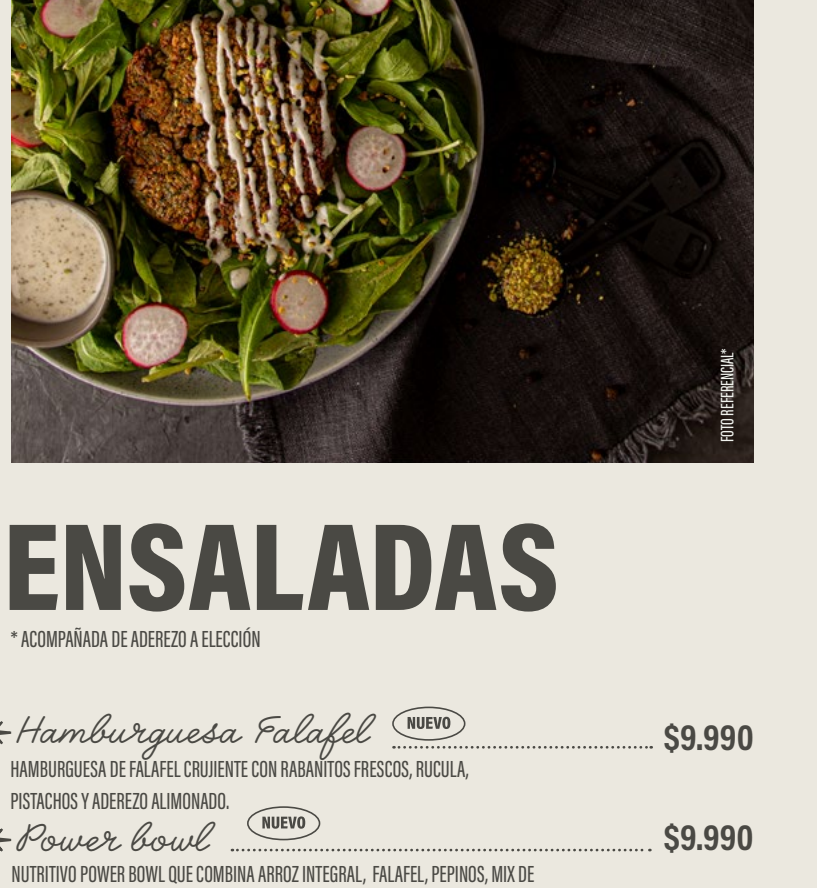 FOTO REFERENCIAL*
ENSALADAS
* ACOMPAÑADA DE ADEREZO A ELECCIÓN
Hamburguesa Falafel NUEVO $9.990
HAMBURGUESA DE FALAFEL CRUJIENTE CON RABANITOS FRESCOS, RUCULA,
PISTACHOS Y ADEREZO ALIMONADO.
Power bowl NUEVO $9.990
NUTRITIVO POWER BOWL QUE COMBINA ARROZ INTEGRAL, FALAFEL, PEPINOS, MIX DE